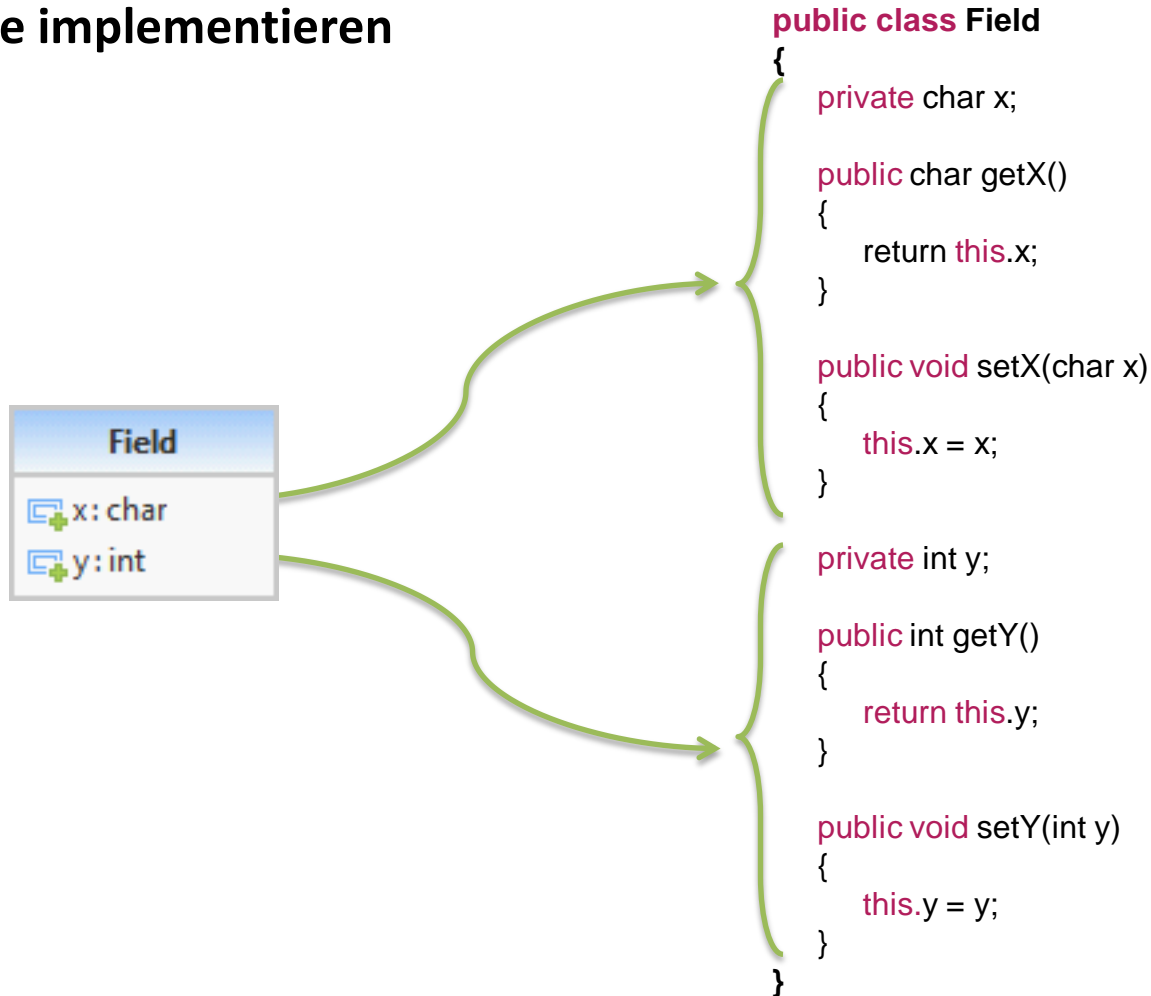 e implementieren
Field
x : char
y : int
public class Field
{
private char x;
public char getX()
{
return this.x;
}
public void setX(char x)
{
this.x = x;
}
private int y;
public int getY()
{
return this.y;
}
public void setY(int y)
{
this.y = y;
}
}